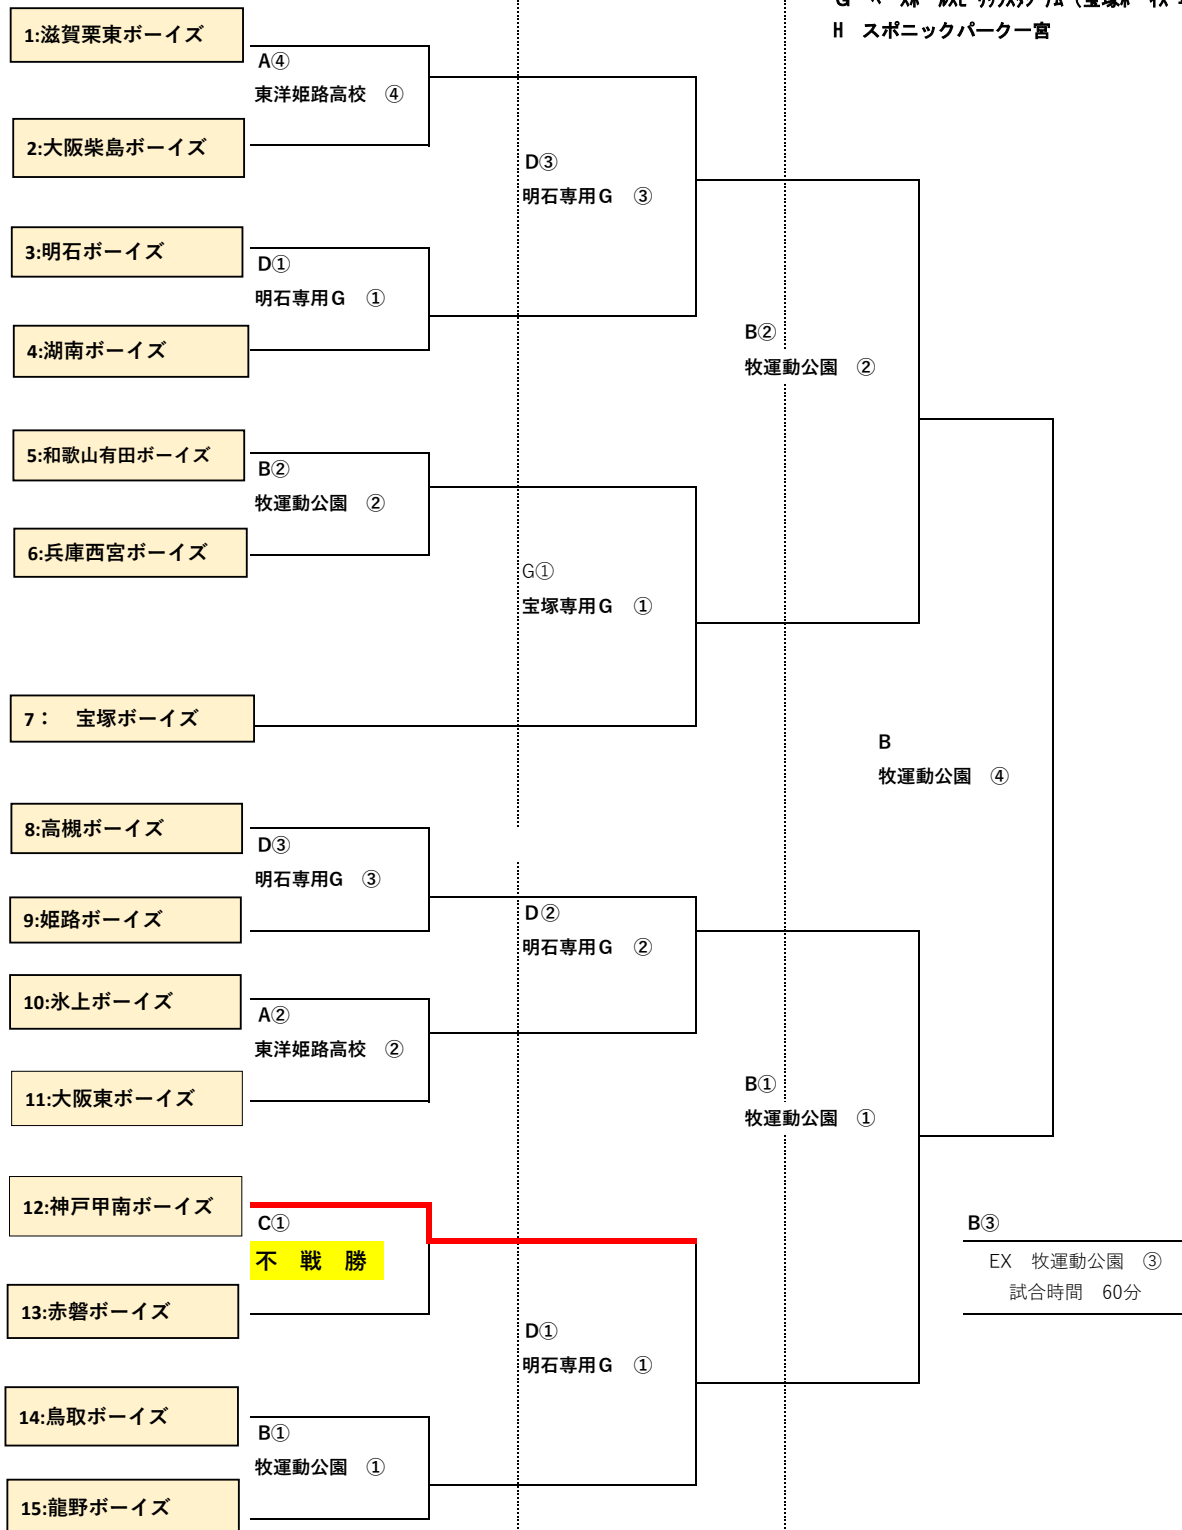 H スポニックパーク一宮
1:滋賀栗東ボーイズ
A④
東洋姫路高校 ④
2:大阪柴島ボーイズ
D③
明石専用G ③
3:明石ボーイズ
D①
明石専用G ①
4:湖南ボーイズ
B②
牧運動公園 ②
5:和歌山有田ボーイズ
B②
牧運動公園 ②
6:兵庫西宮ボーイズ
G①
宝塚専用G ①
7： 宝塚ボーイズ
B
牧運動公園 ④
8:高槻ボーイズ
D③
明石専用G ③
9:姫路ボーイズ
D②
明石専用G ②
10:氷上ボーイズ
A②
東洋姫路高校 ②
11:大阪東ボーイズ
B①
牧運動公園 ①
12:神戸甲南ボーイズ
C①
不 戦 勝
B③
EX 牧運動公園 ③
試合時間 60分
13:赤磐ボーイズ
D①
明石専用G ①
14:鳥取ボーイズ
B①
牧運動公園 ①
15:龍野ボーイズ